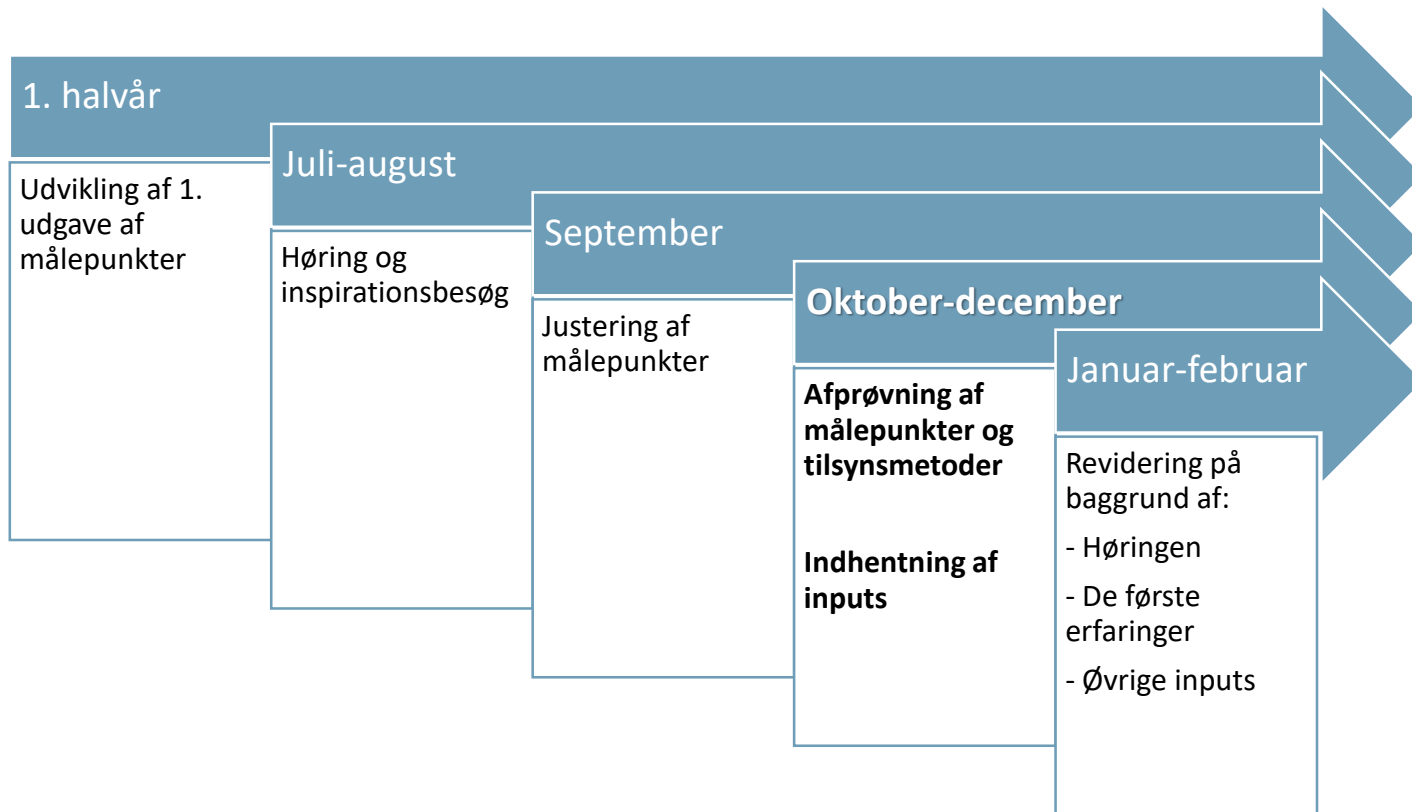 1. halvår
Udvikling af 1.
udgave af
målepunkter
Juli-august
Høring og
inspirationsbesøg
September
Justering af
målepunkter
Oktober-december
Afprøvning af
målepunkter og
tilsynsmetoder
Indhentning af
inputs
Januar-februar
Revidering på
baggrund af:
- Høringen
- De første
erfaringer
- Øvrige inputs